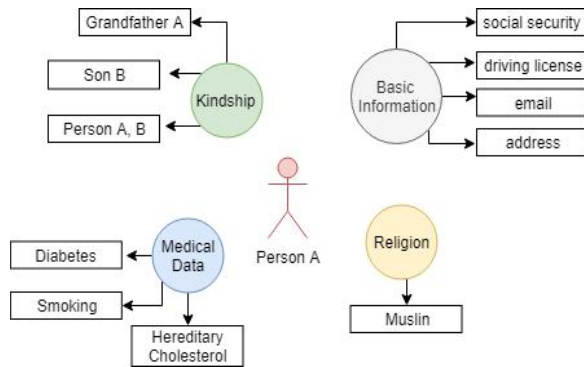 Grandfather A
Son B
Kindship
Person A, B
social security
driving license
Basic
Information
email
address
Person A
Medical
Data
Diabetes
Smoking
Hereditary
Cholesterol
Religion
Muslin